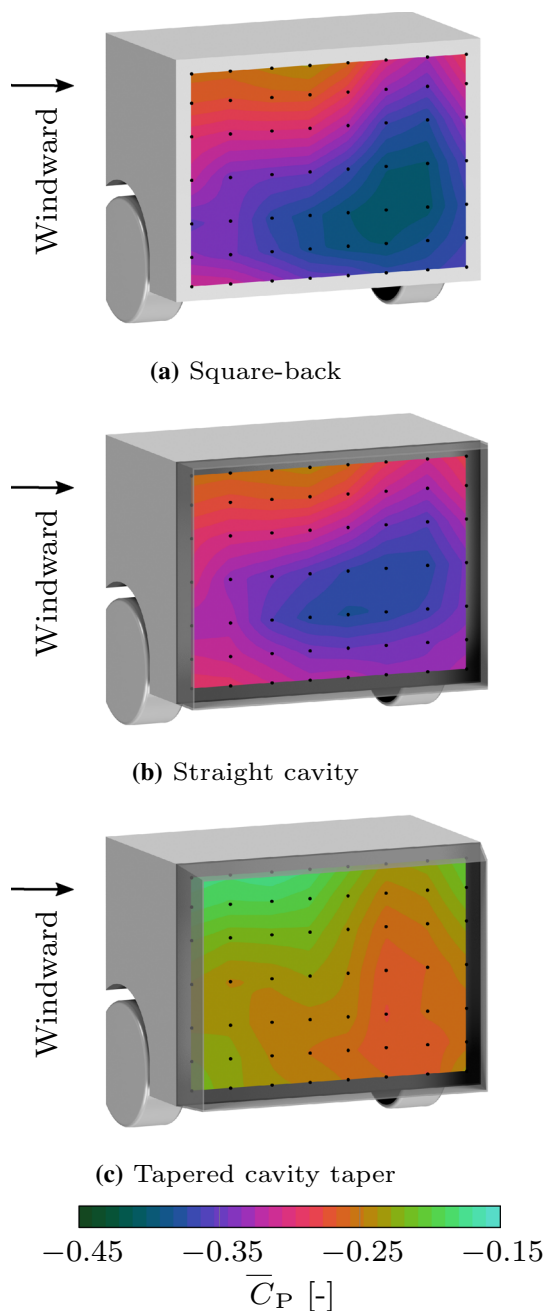 Windward
(a) Square-back
Windward
(b) Straight cavity
Windward
(c) Tapered cavity taper
−0.45 −0.35 −0.25 −0.15
C̅P [-]